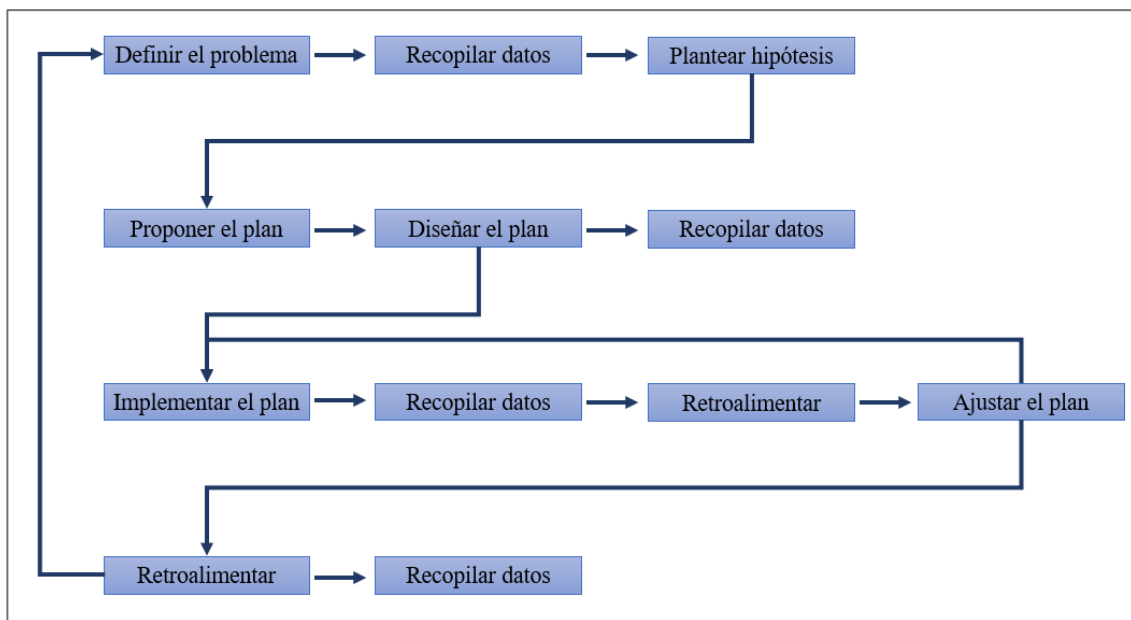 Definir el problema
Recopilar datos
Plantear hipótesis
Proponer el plan
Diseñar el plan
Recopilar datos
Implementar el plan
Recopilar datos
Retroalimentar
Ajustar el plan
Retroalimentar
Recopilar datos